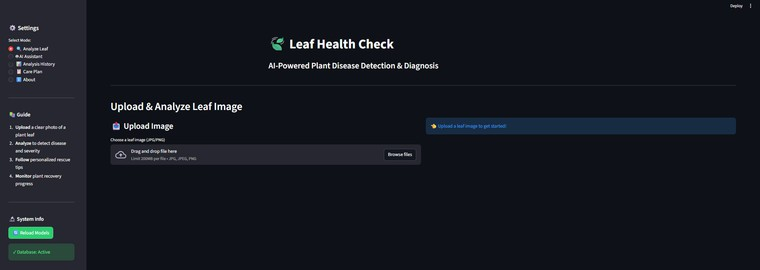 Deploy
Settings
Select Mode:
Analyze Leaf
AI Assistant
Analysis History
Care Plan
About
Guide
1. Upload a clear photo of a
plant leaf
2. Analyze to detect disease
and severity
3. Follow personalized rescue
tips
4. Monitor plant recovery
progress
System Info
Reload Models
✓ Database: Active
Leaf Health Check
AI-Powered Plant Disease Detection & Diagnosis
Upload & Analyze Leaf Image
Upload Image
Choose a leaf image (JPG/PNG)
Drag and drop file here
Limit 200MB per file • JPG, JPEG, PNG
Browse files
Upload a leaf image to get started!